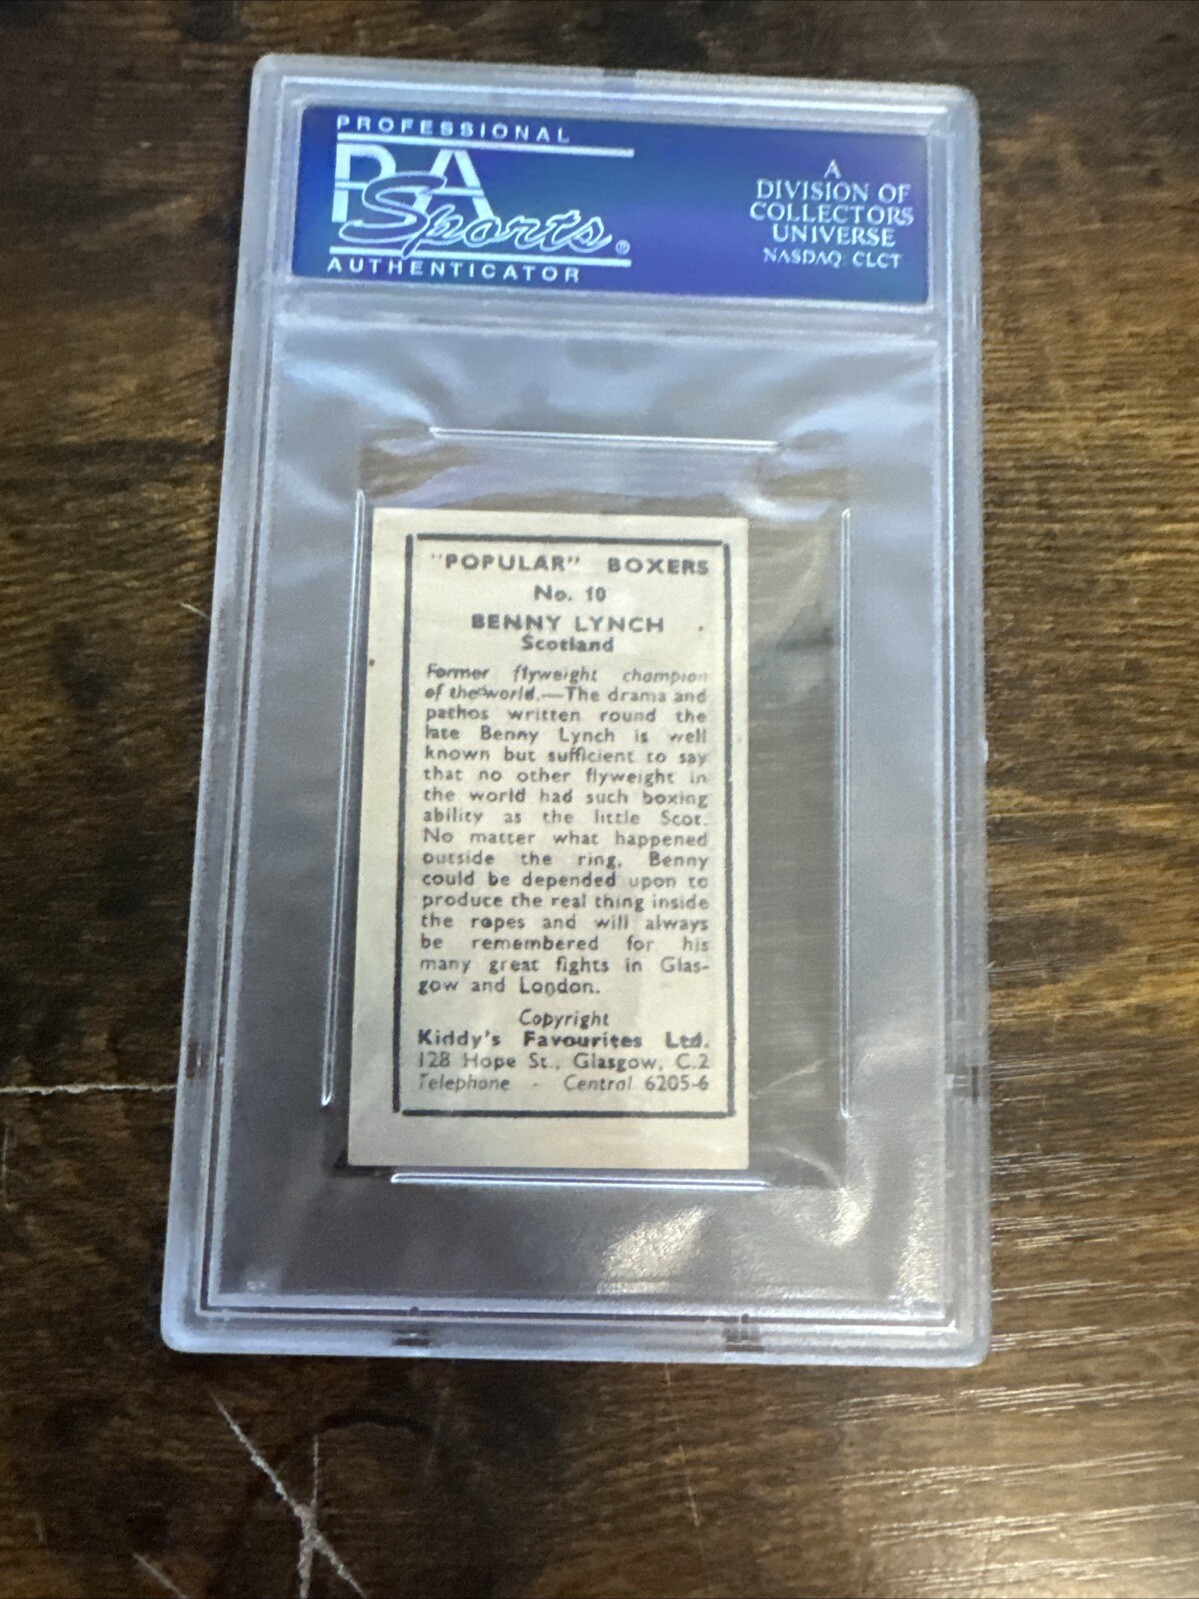 PROFESSIONAL
PSA
Sports®
AUTHENTICATOR
A
DIVISION OF
COLLECTORS
UNIVERSE
NASDAQ: CLCT
"POPULAR" BOXERS
No. 10
BENNY LYNCH
Scotland
Former flyweight champion
of the world.—The drama and
pathos written round the
late Benny Lynch is well
known but sufficient to say
that no other flyweight in
the world had such boxing
ability as the little Scot.
No matter what happened
outside the ring, Benny
could be depended upon to
produce the real thing inside
the ropes and will always
be remembered for his
many great fights in Glas-
gow and London.
Copyright
Kiddy's Favourites Ltd.
128 Hope St., Glasgow, C.2
Telephone - Central 6205-6